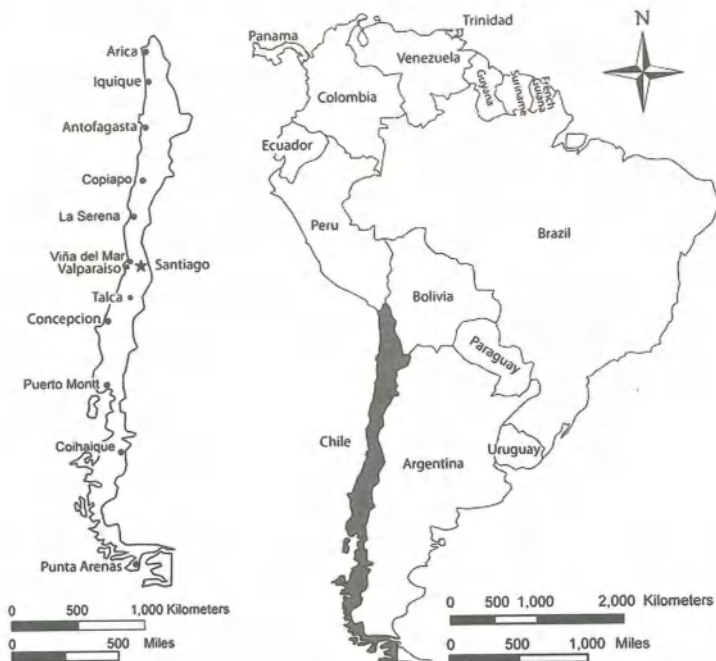 Arica
Iquique
Antofagasta
Copiapo
La Serena
Viña del Mar
Valparaiso
Santiago
Talca
Concepcion
Puerto Montt
Coihaique
Punta Arenas
0 500 1,000 Kilometers
0 500
Miles
Panama
Trinidad
Venezuela
Guyana
Suriname
French
Guiana
Colombia
Ecuador
Peru
Brazil
Bolivia
Paraguay
Chile
Argentina
Uruguay
N
0 500 1,000 2,000 Kilometers
0 500 1,000
Miles